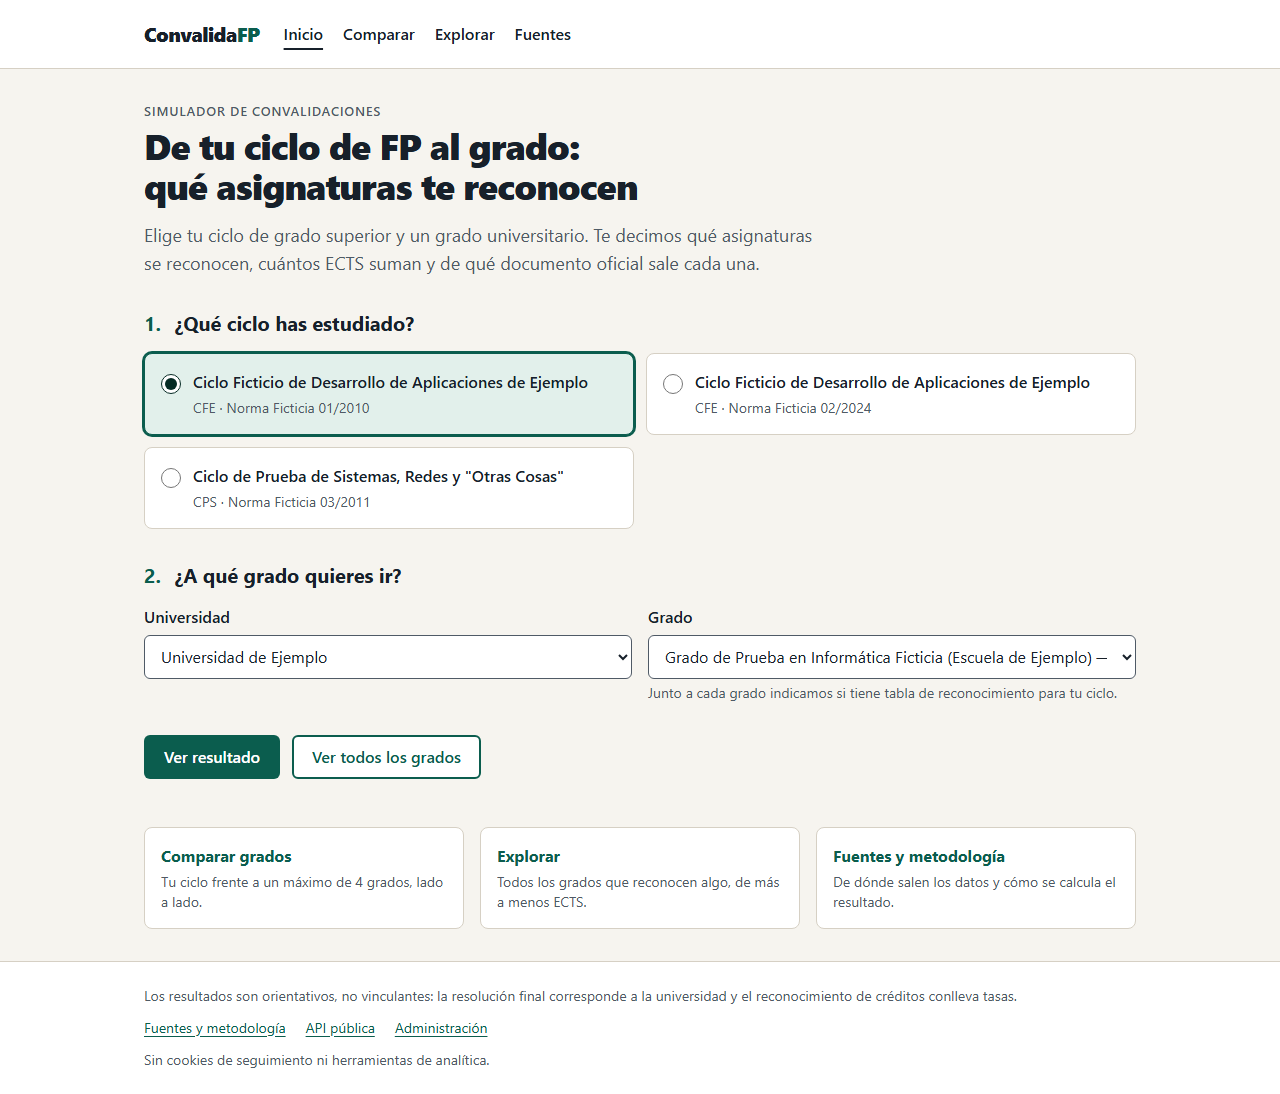 ConvalidaFP
Inicio
Comparar
Explorar
Fuentes
SIMULADOR DE CONVALIDACIONES
De tu ciclo de FP al grado:
qué asignaturas te reconocen
Elige tu ciclo de grado superior y un grado universitario. Te decimos qué asignaturas
se reconocen, cuántos ECTS suman y de qué documento oficial sale cada una.
1. ¿Qué ciclo has estudiado?
Ciclo Ficticio de Desarrollo de Aplicaciones de Ejemplo
CFE · Norma Ficticia 01/2010
Ciclo Ficticio de Desarrollo de Aplicaciones de Ejemplo
CFE · Norma Ficticia 02/2024
Ciclo de Prueba de Sistemas, Redes y "Otras Cosas"
CPS · Norma Ficticia 03/2011
2. ¿A qué grado quieres ir?
Universidad
Universidad de Ejemplo
Grado
Grado de Prueba en Informática Ficticia (Escuela de Ejemplo) —
Junto a cada grado indicamos si tiene tabla de reconocimiento para tu ciclo.
Ver resultado
Ver todos los grados
Comparar grados
Tu ciclo frente a un máximo de 4 grados, lado
a lado.
Explorar
Todos los grados que reconocen algo, de más
a menos ECTS.
Fuentes y metodología
De dónde salen los datos y cómo se calcula el
resultado.
Los resultados son orientativos, no vinculantes: la resolución final corresponde a la universidad y el reconocimiento de créditos conlleva tasas.
Fuentes y metodología
API pública
Administración
Sin cookies de seguimiento ni herramientas de analítica.